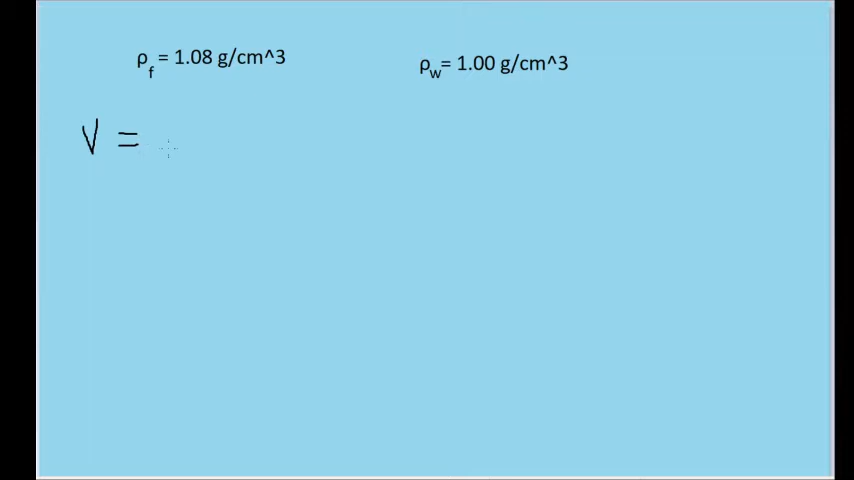 ρf = 1.08 g/cm^3
ρw= 1.00 g/cm^3
V =